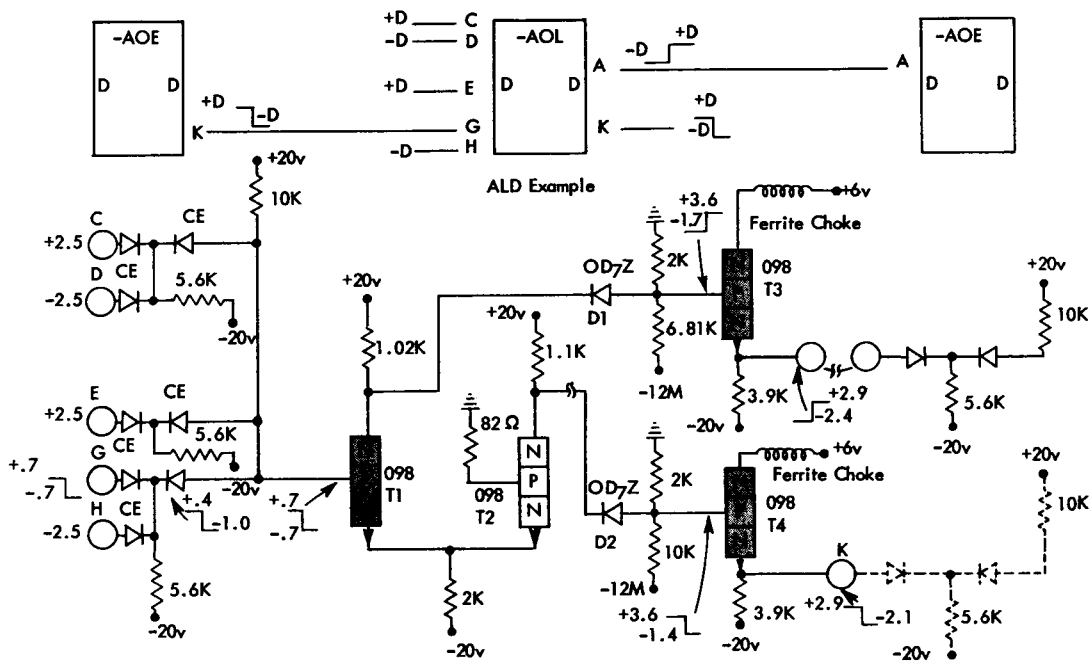 -AOE
D D
K
+D
-D
+D C
-D D
+D E
G
-D H
-AOL
D D
A
K
-D
+D
+D
-D
A
-AOE
D D
ALD Example
+20v
10K
C
CE
+2.5
D
CE
-2.5
5.6K
-20v
E
CE
+2.5
CE
5.6K
G
+.7
-.7
-20v
+.4
-1.0
H
CE
-2.5
5.6K
-20v
+20v
1.02K
098
T1
+.7
-.7
2K
-20v
+20v
1.1K
82 Ω
098
T2
N
P
N
OD7Z
D1
2K
6.81K
-12M
+3.6
-1.7
+6v
Ferrite Choke
098
T3
3.9K
-20v
+2.9
-2.4
+20v
10K
5.6K
-20v
OD7Z
D2
2K
10K
-12M
+3.6
-1.4
+6v
Ferrite Choke
098
T4
3.9K
-20v
K
+2.9
-2.1
+20v
10K
5.6K
-20v